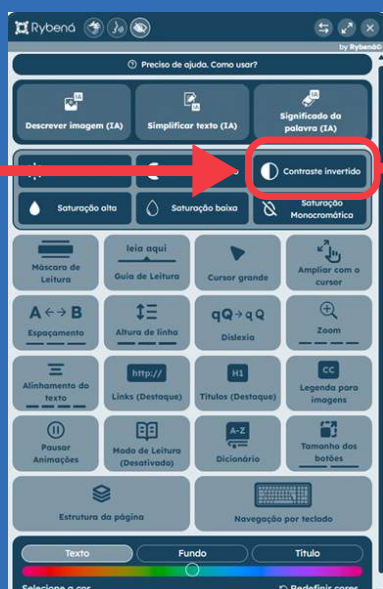 Rybená
by Rybená©
Preciso de ajuda. Como usar?
Descrever imagem (IA)
Simplificar texto (IA)
Significado da
palavra (IA)
Contraste invertido
Saturação alta
Saturação baixa
Saturação
Monocromática
Máscara de
Leitura
leia aqui
Guia de Leitura
Cursor grande
Ampliar com o
cursor
A ↔ B
Espaçamento
Altura de linha
qQ→qQ
Dislexia
Zoom
Alinhamento do
texto
http://
Links (Destaque)
H1
Títulos (Destaque)
CC
Legenda para
imagens
Pausar
Animações
Modo de Leitura
(Desativado)
A-Z
Dicionário
Tamanho dos
botões
Estrutura da página
Navegação por teclado
Texto
Fundo
Título
Selecione a cor
Redefinir cores